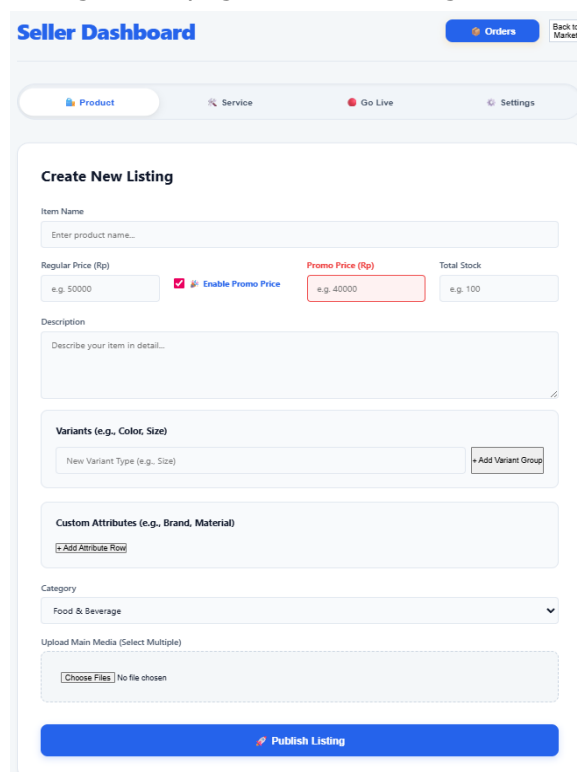 Seller Dashboard
📦 Orders
Back to
Market
🛍️ Product
🛠️ Service
🔴 Go Live
⚙️ Settings
Create New Listing
Item Name
Enter product name...
Regular Price (Rp)
e.g. 50000
🎉 Enable Promo Price
Promo Price (Rp)
e.g. 40000
Total Stock
e.g. 100
Description
Describe your item in detail...
Variants (e.g., Color, Size)
New Variant Type (e.g., Size)
+ Add Variant Group
Custom Attributes (e.g., Brand, Material)
+ Add Attribute Row
Category
Food & Beverage
Upload Main Media (Select Multiple)
Choose Files No file chosen
🚀 Publish Listing